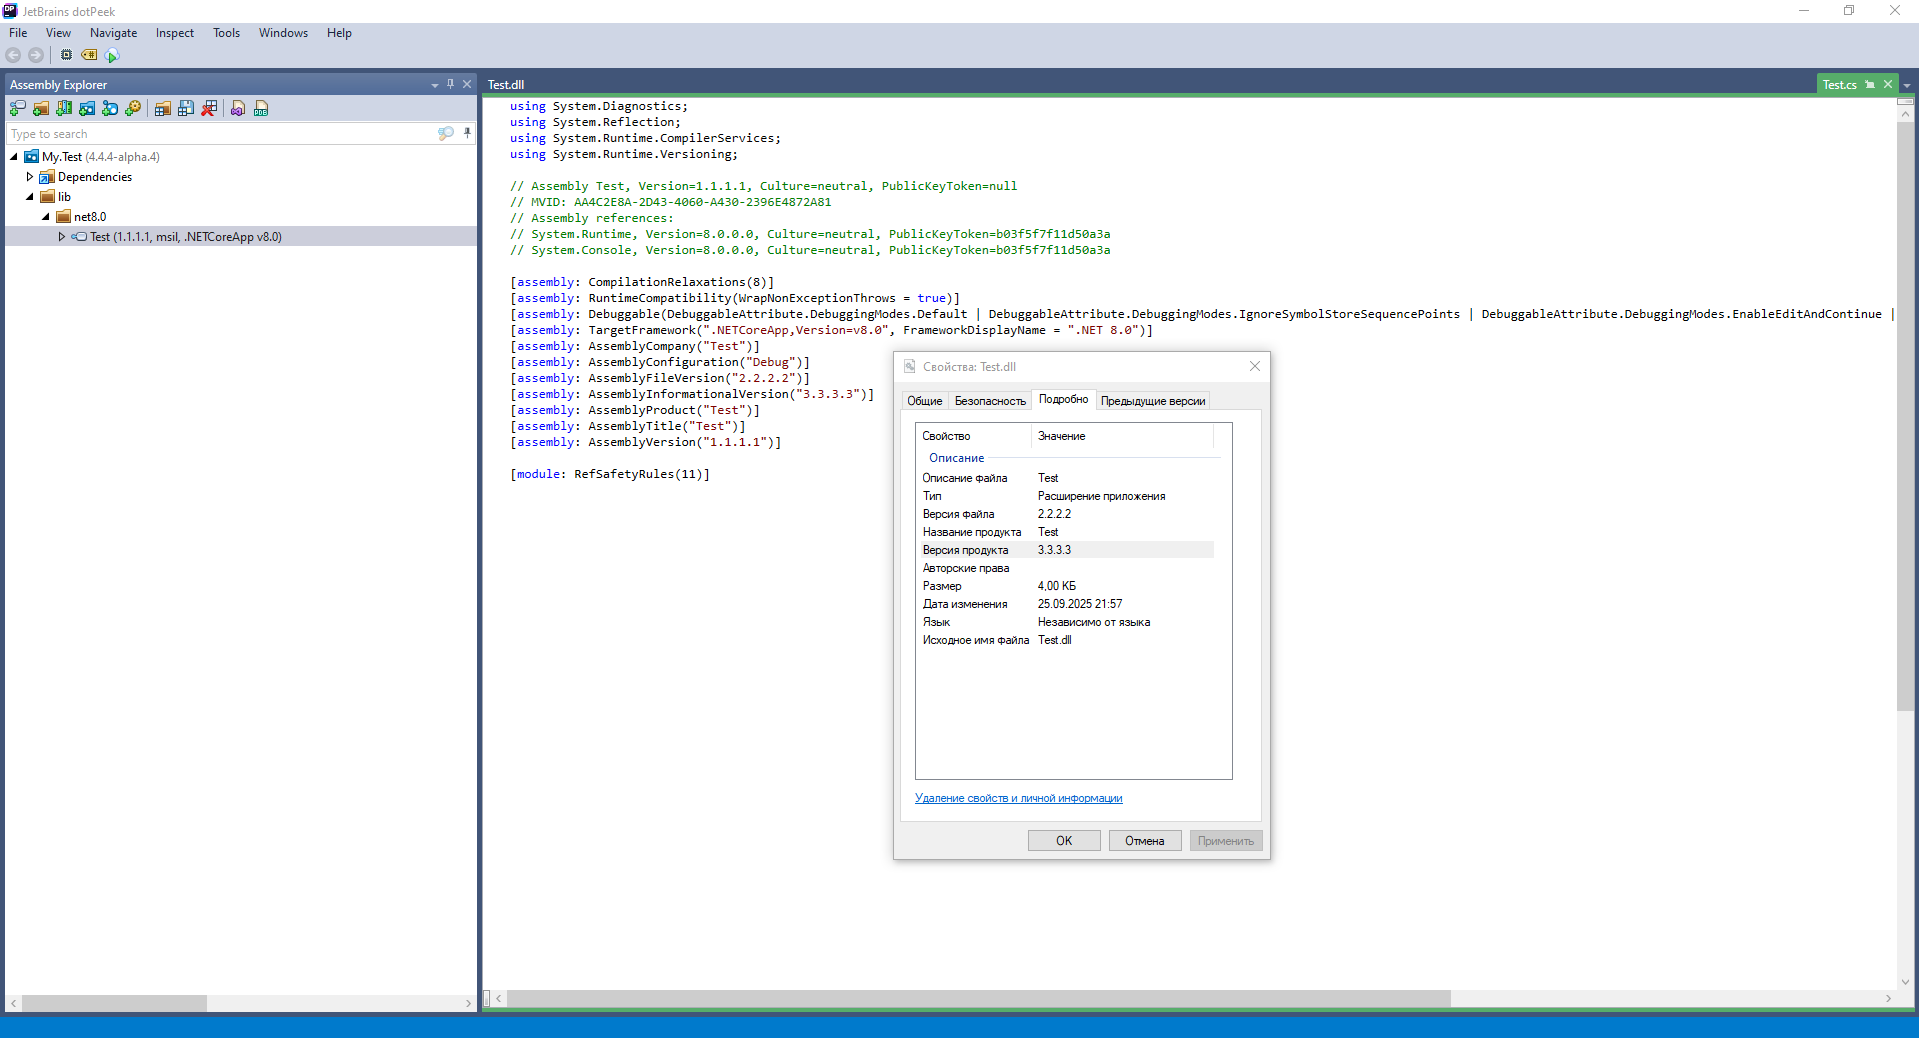 JetBrains dotPeek
File View Navigate Inspect Tools Windows Help
Assembly Explorer
Type to search
My.Test (4.4.4-alpha.4)
Dependencies
lib
net8.0
Test (1.1.1.1, msil, .NETCoreApp v8.0)
Test.dll
Test.cs
using System.Diagnostics;
using System.Reflection;
using System.Runtime.CompilerServices;
using System.Runtime.Versioning;
// Assembly Test, Version=1.1.1.1, Culture=neutral, PublicKeyToken=null
// MVID: AA4C2E8A-2D43-4060-A430-2396E4872A81
// Assembly references:
// System.Runtime, Version=8.0.0.0, Culture=neutral, PublicKeyToken=b03f5f7f11d50a3a
// System.Console, Version=8.0.0.0, Culture=neutral, PublicKeyToken=b03f5f7f11d50a3a
[assembly: CompilationRelaxations(8)]
[assembly: RuntimeCompatibility(WrapNonExceptionThrows = true)]
[assembly: Debuggable(DebuggableAttribute.DebuggingModes.Default | DebuggableAttribute.DebuggingModes.IgnoreSymbolStoreSequencePoints | DebuggableAttribute.DebuggingModes.EnableEditAndContinue |
[assembly: TargetFramework(".NETCoreApp,Version=v8.0", FrameworkDisplayName = ".NET 8.0")]
[assembly: AssemblyCompany("Test")]
[assembly: AssemblyConfiguration("Debug")]
[assembly: AssemblyFileVersion("2.2.2.2")]
[assembly: AssemblyInformationalVersion("3.3.3.3")]
[assembly: AssemblyProduct("Test")]
[assembly: AssemblyTitle("Test")]
[assembly: AssemblyVersion("1.1.1.1")]
[module: RefSafetyRules(11)]
Свойства: Test.dll
Общие Безопасность Подробно Предыдущие версии
Свойство Значение
Описание
Описание файла Test
Тип Расширение приложения
Версия файла 2.2.2.2
Название продукта Test
Версия продукта 3.3.3.3
Авторские права
Размер 4,00 КБ
Дата изменения 25.09.2025 21:57
Язык Независимо от языка
Исходное имя файла Test.dll
Удаление свойств и личной информации
ОК Отмена Применить